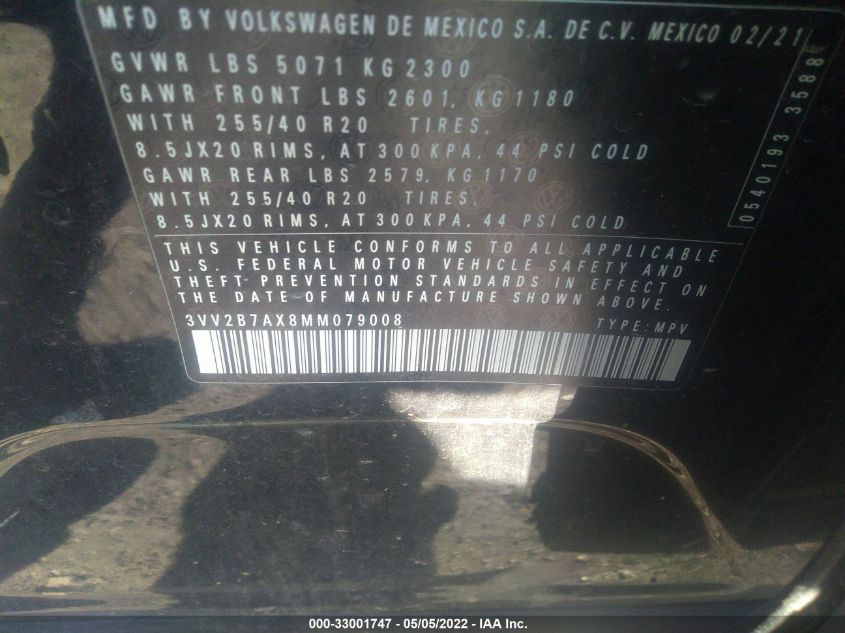 MFD BY VOLKSWAGEN DE MEXICO S.A. DE C.V. MEXICO 02/21
GVWR LBS 5071 KG 2300
GAWR FRONT LBS 2601, KG 1180
WITH 255/40 R20 TIRES,
8.5JX20 RIMS, AT 300 KPA, 44 PSI COLD
GAWR REAR LBS 2579, KG 1170
WITH 255/40 R20 TIRES,
8.5JX20 RIMS, AT 300 KPA, 44 PSI COLD
0540193 3588
THIS VEHICLE CONFORMS TO ALL APPLICABLE
U.S. FEDERAL MOTOR VEHICLE SAFETY AND
THEFT PREVENTION STANDARDS IN EFFECT ON
THE DATE OF MANUFACTURE SHOWN ABOVE.
3VV2B7AX8MM079008 TYPE: MPV
000-33001747 - 05/05/2022 - IAA Inc.